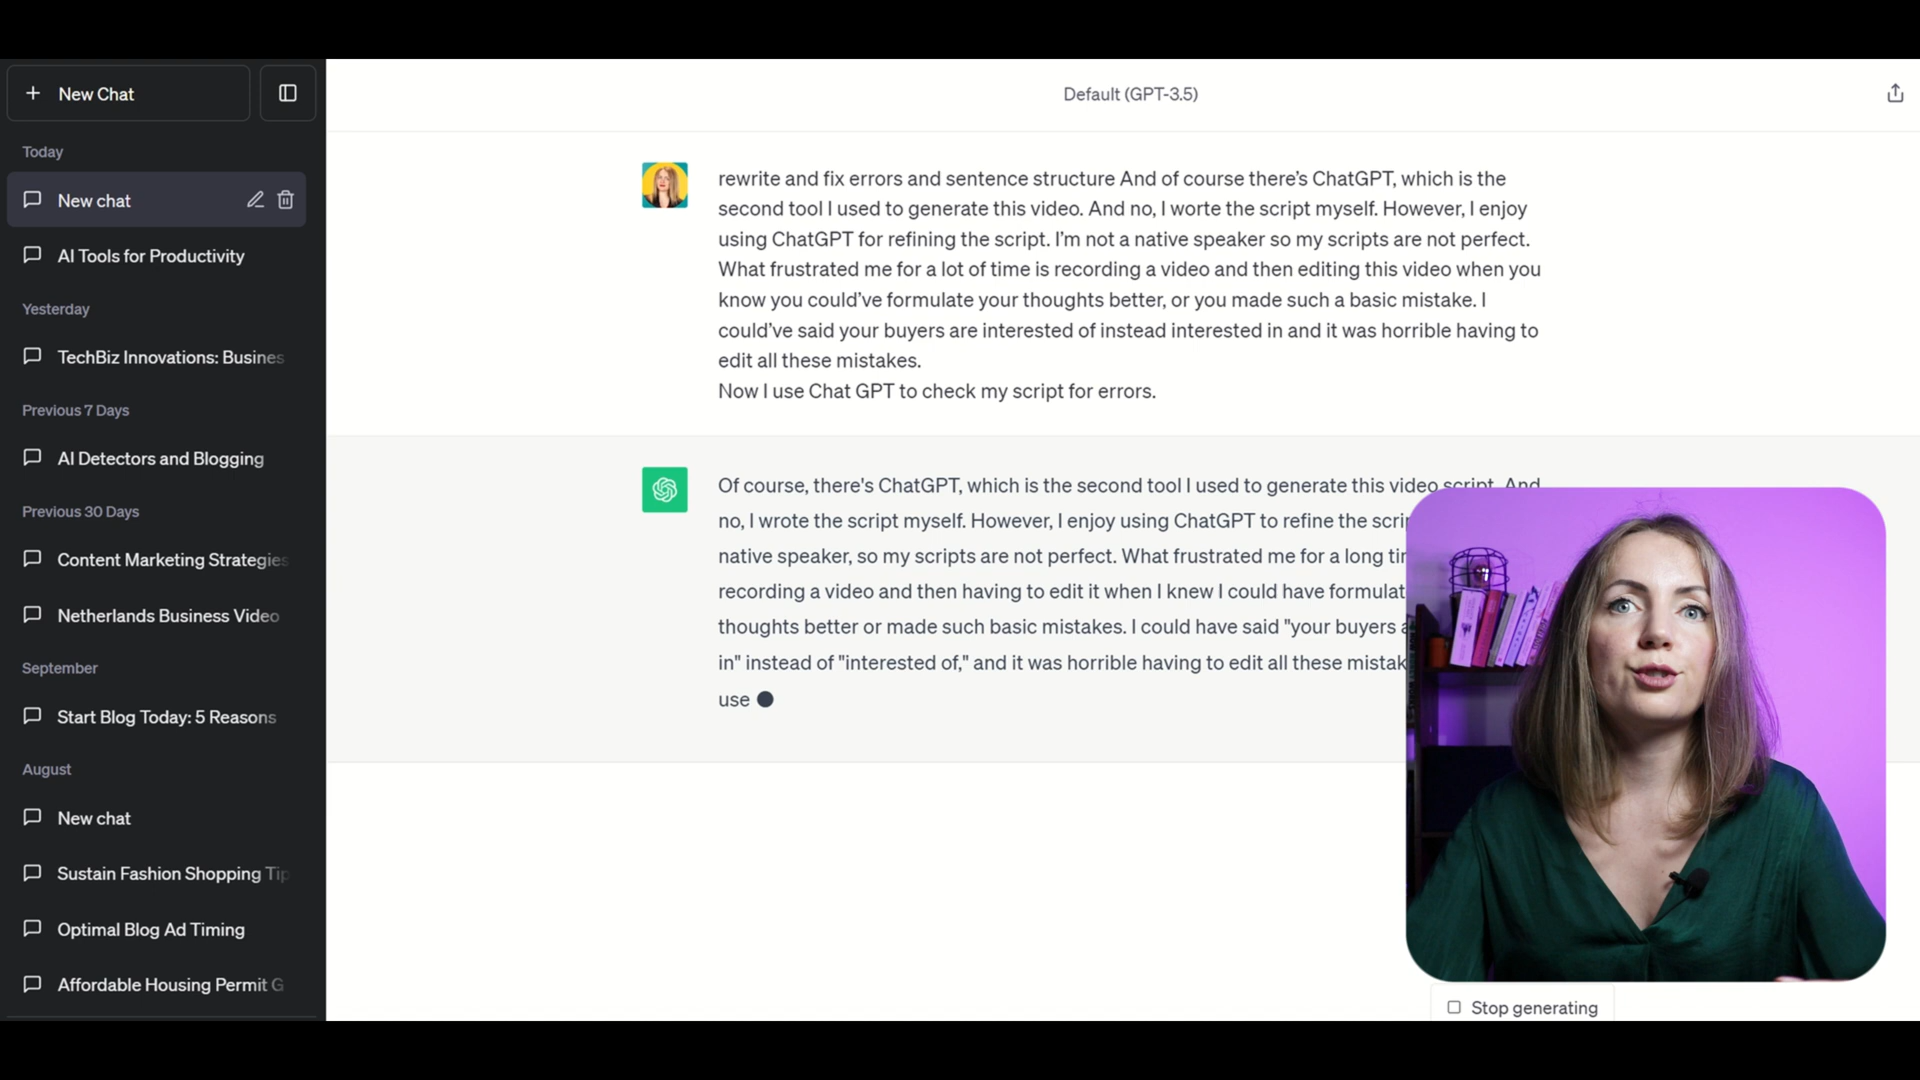 New Chat
Default (GPT-3.5)
Today
New chat
AI Tools for Productivity
Yesterday
TechBiz Innovations: Busines
Previous 7 Days
AI Detectors and Blogging
Previous 30 Days
Content Marketing Strategies
Netherlands Business Video
September
Start Blog Today: 5 Reasons
August
New chat
Sustain Fashion Shopping Tip
Optimal Blog Ad Timing
Affordable Housing Permit G
rewrite and fix errors and sentence structure And of course there’s ChatGPT, which is the
second tool I used to generate this video. And no, I worte the script myself. However, I enjoy
using ChatGPT for refining the script. I’m not a native speaker so my scripts are not perfect.
What frustrated me for a lot of time is recording a video and then editing this video when you
know you could’ve formulate your thoughts better, or you made such a basic mistake. I
could’ve said your buyers are interested of instead interested in and it was horrible having to
edit all these mistakes.
Now I use Chat GPT to check my script for errors.
Of course, there's ChatGPT, which is the second tool I used to generate this video script. And
no, I wrote the script myself. However, I enjoy using ChatGPT to refine the
native speaker, so my scripts are not perfect. What frustrated me for a long
recording a video and then having to edit it when I knew I could have
thoughts better or made such basic mistakes. I could have said "your buyers
in" instead of "interested of," and it was horrible having to edit all these
use
Stop generating